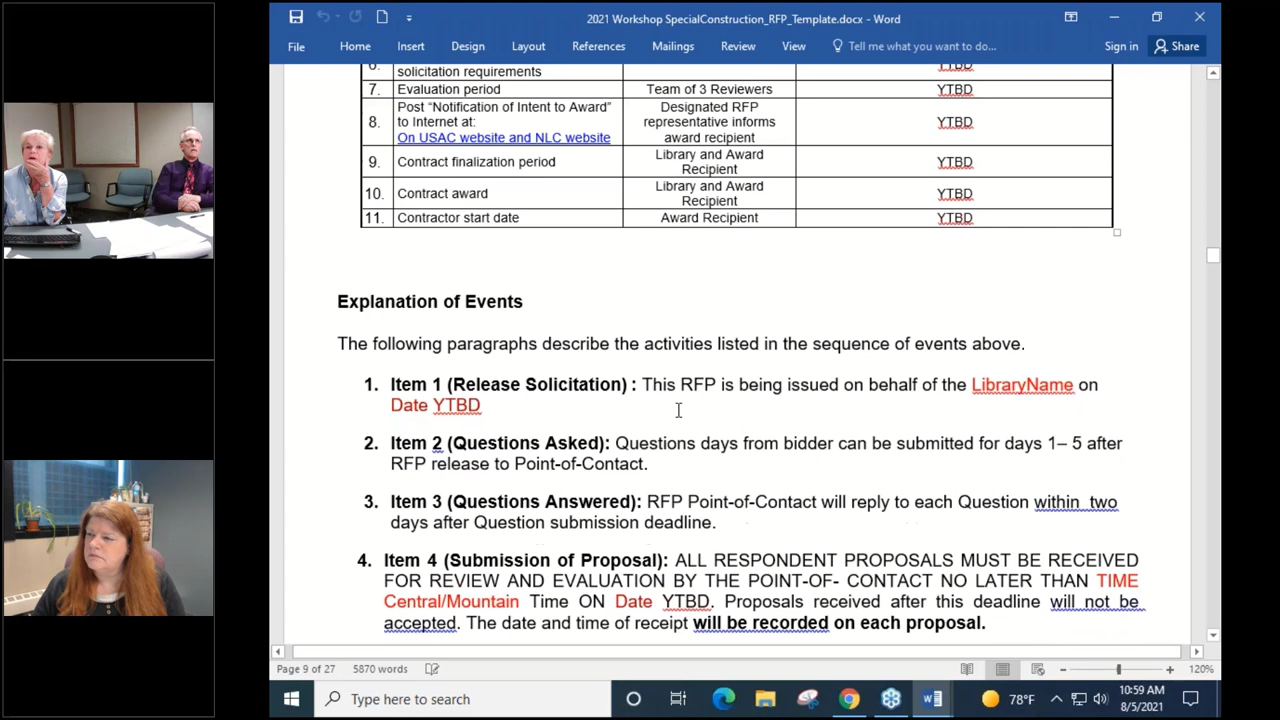 2021 Workshop SpecialConstruction_RFP_Template.docx - Word
File Home Insert Design Layout References Mailings Review View Tell me what you want to do... Sign in Share
6. solicitation requirements YTBD
7. Evaluation period Team of 3 Reviewers YTBD
Post “Notification of Intent to Award” Designated RFP
8. to Internet at: representative informs YTBD
On USAC website and NLC website award recipient
9. Contract finalization period Library and Award YTBD
Recipient
10. Contract award Library and Award YTBD
Recipient
11. Contractor start date Award Recipient YTBD
Explanation of Events
The following paragraphs describe the activities listed in the sequence of events above.
1. Item 1 (Release Solicitation) : This RFP is being issued on behalf of the LibraryName on
Date YTBD
2. Item 2 (Questions Asked): Questions days from bidder can be submitted for days 1– 5 after
RFP release to Point-of-Contact.
3. Item 3 (Questions Answered): RFP Point-of-Contact will reply to each Question within two
days after Question submission deadline.
4. Item 4 (Submission of Proposal): ALL RESPONDENT PROPOSALS MUST BE RECEIVED
FOR REVIEW AND EVALUATION BY THE POINT-OF- CONTACT NO LATER THAN TIME
Central/Mountain Time ON Date YTBD. Proposals received after this deadline will not be
accepted. The date and time of receipt will be recorded on each proposal.
Page 9 of 27 5870 words 120%
Type here to search 78°F 10:59 AM
8/5/2021